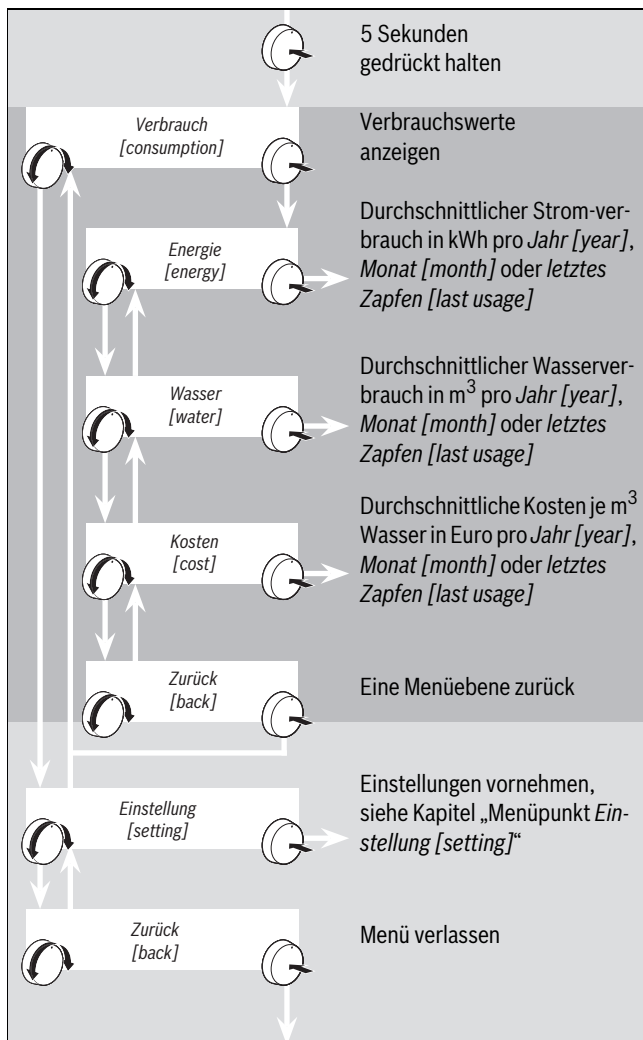 5 Sekunden
gedrückt halten
Verbrauch
[consumption]
Verbrauchswerte
anzeigen
Energie
[energy]
Durchschnittlicher Strom-ver-
brauch in kWh pro Jahr [year],
Monat [month] oder letztes
Zapfen [last usage]
Wasser
[water]
Durchschnittlicher Wasserver-
brauch in m³ pro Jahr [year],
Monat [month] oder letztes
Zapfen [last usage]
Kosten
[cost]
Durchschnittliche Kosten je m³
Wasser in Euro pro Jahr [year],
Monat [month] oder letztes
Zapfen [last usage]
Zurück
[back]
Eine Menüebene zurück
Einstellung
[setting]
Einstellungen vornehmen,
siehe Kapitel „Menüpunkt Ein-
stellung [setting]“
Zurück
[back]
Menü verlassen